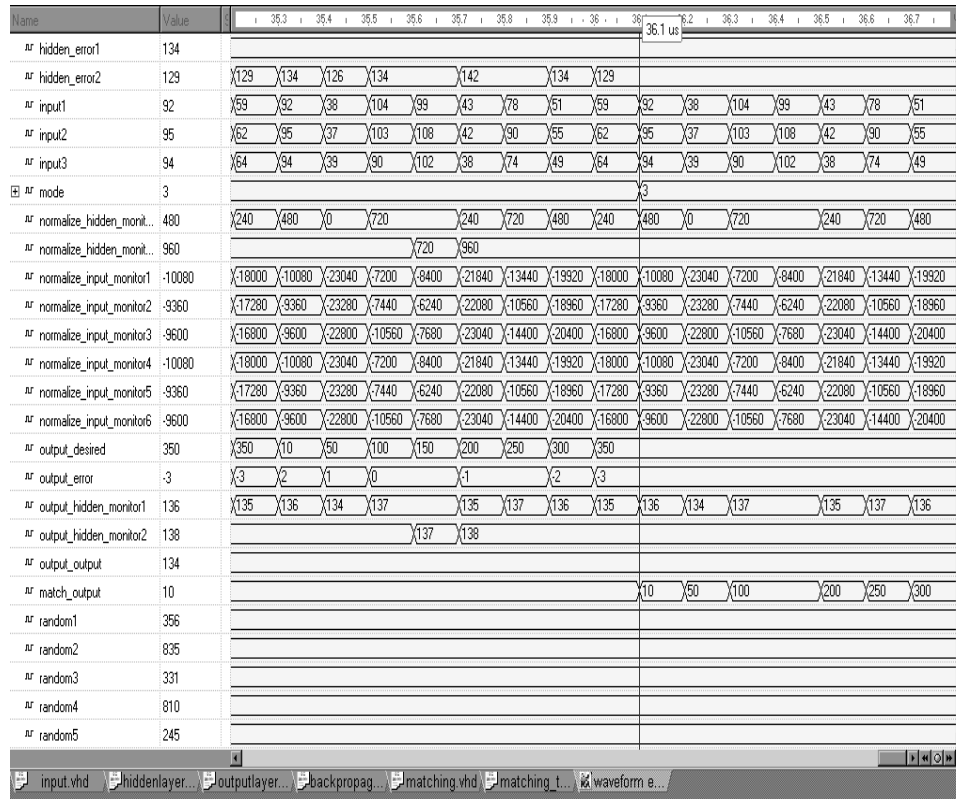 Name Value S 35.3 35.4 35.5 35.6 35.7 35.8 35.9 36 36.2 36.3 36.4 36.5 36.6 36.7
36.1 us
hidden_error1 134
hidden_error2 129 129 134 126 134 142 134 129
input1 92 59 92 38 104 99 43 78 51 59 92 38 104 99 43 78 51
input2 95 62 95 37 103 108 42 90 55 62 95 37 103 108 42 90 55
input3 94 64 94 39 90 102 38 74 49 64 94 39 90 102 38 74 49
mode 3 3
normalize_hidden_monit... 480 240 480 0 720 240 720 480 240 480 0 720 240 720 480
normalize_hidden_monit... 960 720 960
normalize_input_monitor1 -10080 -18000 -10080 -23040 -7200 -8400 -21840 -13440 -19920 -18000 -10080 -23040 -7200 -8400 -21840 -13440 -19920
normalize_input_monitor2 -9360 -17280 -9360 -23280 -7440 -6240 -22080 -10560 -18960 -17280 -9360 -23280 -7440 -6240 -22080 -10560 -18960
normalize_input_monitor3 -9600 -16800 -9600 -22800 -10560 -7680 -23040 -14400 -20400 -16800 -9600 -22800 -10560 -7680 -23040 -14400 -20400
normalize_input_monitor4 -10080 -18000 -10080 -23040 -7200 -8400 -21840 -13440 -19920 -18000 -10080 -23040 -7200 -8400 -21840 -13440 -19920
normalize_input_monitor5 -9360 -17280 -9360 -23280 -7440 -6240 -22080 -10560 -18960 -17280 -9360 -23280 -7440 -6240 -22080 -10560 -18960
normalize_input_monitor6 -9600 -16800 -9600 -22800 -10560 -7680 -23040 -14400 -20400 -16800 -9600 -22800 -10560 -7680 -23040 -14400 -20400
output_desired 350 350 10 50 100 150 200 250 300 350
output_error -3 -3 2 1 0 -1 -2 -3
output_hidden_monitor1 136 135 136 134 137 135 137 136 135 136 134 137 135 137 136
output_hidden_monitor2 138 137 138
output_output 134
match_output 10 10 50 100 200 250 300
random1 356
random2 835
random3 331
random4 810
random5 245
input.vhd hiddenlayer... outputlayer... backpropag... matching.vhd matching_t... waveform e...